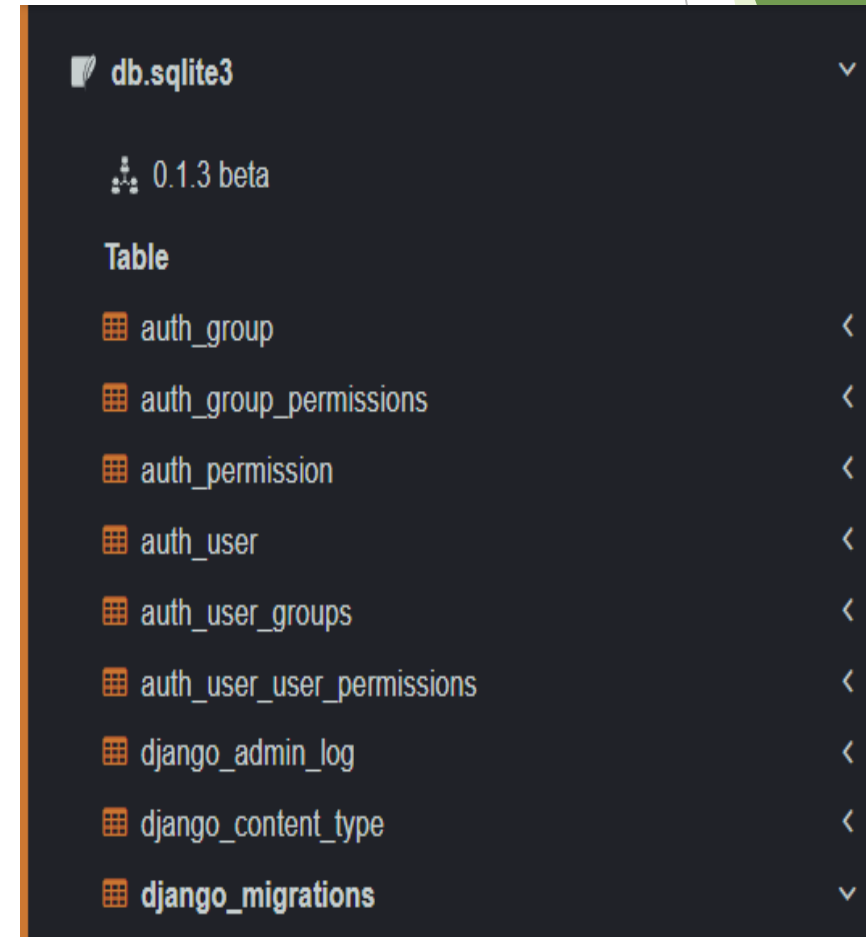 db.sqlite3
0.1.3 beta
Table
auth_group
auth_group_permissions
auth_permission
auth_user
auth_user_groups
auth_user_user_permissions
django_admin_log
django_content_type
django_migrations